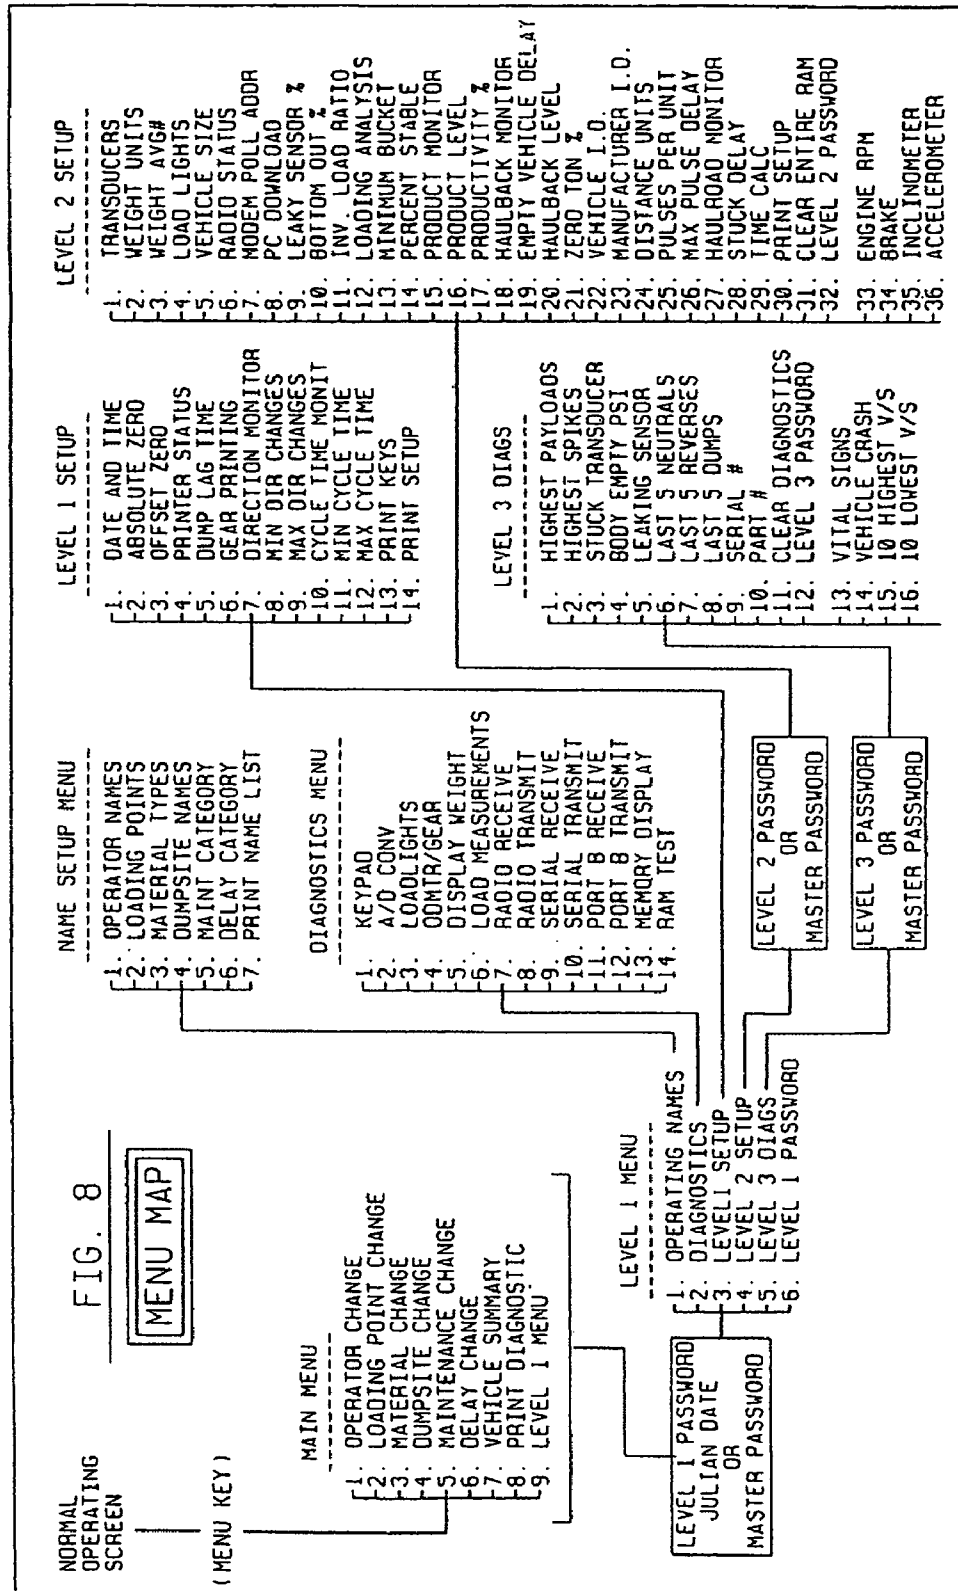 FIG. 8
MENU MAP
NORMAL
OPERATING
SCREEN
(MENU KEY)
MAIN MENU
1. OPERATOR CHANGE
2. LOADING POINT CHANGE
3. MATERIAL CHANGE
4. DUMPSITE CHANGE
5. MAINTENANCE CHANGE
6. DELAY CHANGE
7. VEHICLE SUMMARY
8. PRINT DIAGNOSTIC
9. LEVEL 1 MENU
LEVEL 1 PASSWORD
JULIAN DATE
OR
MASTER PASSWORD
LEVEL 1 MENU
1. OPERATING NAMES
2. DIAGNOSTICS
3. LEVEL1 SETUP
4. LEVEL 2 SETUP
5. LEVEL 3 DIAGS
6. LEVEL 1 PASSWORD
NAME SETUP MENU
1. OPERATOR NAMES
2. LOADING POINTS
3. MATERIAL TYPES
4. DUMPSITE NAMES
5. MAINT CATEGORY
6. DELAY CATEGORY
7. PRINT NAME LIST
DIAGNOSTICS MENU
1. KEYPAD
2. A/D CONV
3. LOADLIGHTS
4. ODMTR/GEAR
5. DISPLAY WEIGHT
6. LOAD MEASUREMENTS
7. RADIO RECEIVE
8. RADIO TRANSMIT
9. SERIAL RECEIVE
10. SERIAL TRANSMIT
11. PORT B RECEIVE
12. PORT B TRANSMIT
13. MEMORY DISPLAY
14. RAM TEST
LEVEL 2 PASSWORD
OR
MASTER PASSWORD
LEVEL 3 PASSWORD
OR
MASTER PASSWORD
LEVEL 1 SETUP
1. DATE AND TIME
2. ABSOLUTE ZERO
3. OFFSET ZERO
4. PRINTER STATUS
5. DUMP LAG TIME
6. GEAR PRINTING
7. DIRECTION MONITOR
8. MIN DIR CHANGES
9. MAX DIR CHANGES
10. CYCLE TIME MONIT
11. MIN CYCLE TIME
12. MAX CYCLE TIME
13. PRINT KEYS
14. PRINT SETUP
LEVEL 3 DIAGS
1. HIGHEST PAYLOADS
2. HIGHEST SPIKES
3. STUCK TRANSDUCER
4. BODY EMPTY PSI
5. LEAKING SENSOR
6. LAST 5 NEUTRALS
7. LAST 5 REVERSES
8. LAST 5 DUMPS
9. SERIAL #
10. PART #
11. CLEAR DIAGNOSTICS
12. LEVEL 3 PASSWORD
13. VITAL SIGNS
14. VEHICLE CRASH
15. 10 HIGHEST V/S
16. 10 LOWEST V/S
LEVEL 2 SETUP
1. TRANSDUCERS
2. WEIGHT UNITS
3. WEIGHT AVG#
4. LOAD LIGHTS
5. VEHICLE SIZE
6. RADIO STATUS
7. MODEM POLL ADDR
8. PC DOWNLOAD
9. LEAKY SENSOR %
10. BOTTOM OUT %
11. INV. LOAD RATIO
12. LOADING ANALYSIS
13. MINIMUM BUCKET
14. PERCENT STABLE
15. PRODUCT MONITOR
16. PRODUCT LEVEL
17. PRODUCTIVITY %
18. HAULBACK MONITOR
19. EMPTY VEHICLE DELAY
20. HAULBACK LEVEL
21. ZERO TON %
22. VEHICLE I.D.
23. MANUFACTURER I.D.
24. DISTANCE UNITS
25. PULSES PER UNIT
26. MAX PULSE DELAY
27. HAULROAD MONITOR
28. STUCK DELAY
29. TIME CALC
30. PRINT SETUP
31. CLEAR ENTIRE RAM
32. LEVEL 2 PASSWORD
33. ENGINE RPM
34. BRAKE
35. INCLINOMETER
36. ACCELEROMETER